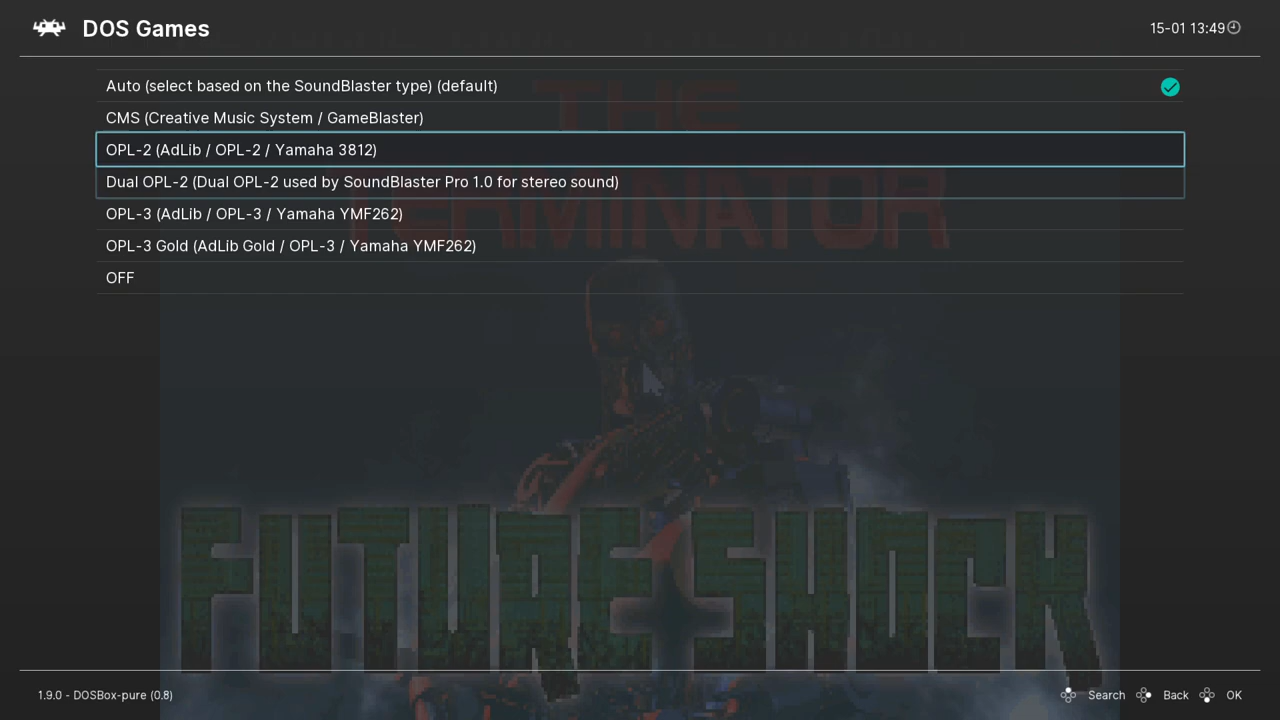 DOS Games
15-01 13:49
Auto (select based on the SoundBlaster type) (default)
CMS (Creative Music System / GameBlaster)
OPL-2 (AdLib / OPL-2 / Yamaha 3812)
Dual OPL-2 (Dual OPL-2 used by SoundBlaster Pro 1.0 for stereo sound)
OPL-3 (AdLib / OPL-3 / Yamaha YMF262)
OPL-3 Gold (AdLib Gold / OPL-3 / Yamaha YMF262)
OFF
THE
TERMINATOR
FUTURE SHOCK
1.9.0 - DOSBox-pure (0.8)
Search Back OK